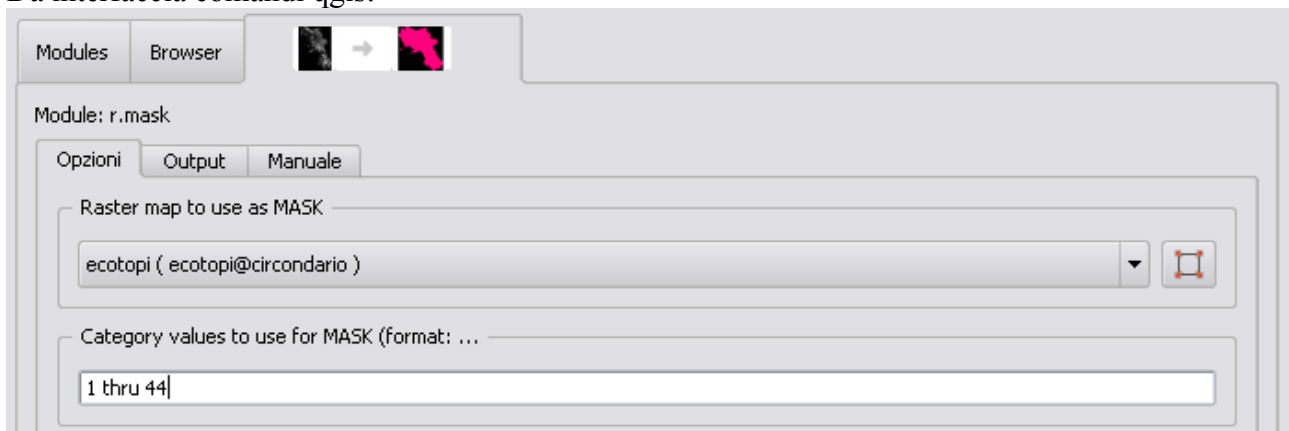 Da interfaccia comandi qgis:
Modules Browser
Module: r.mask
Opzioni Output Manuale
Raster map to use as MASK
ecotopi ( ecotopi@circondario )
Category values to use for MASK (format: ...
1 thru 44